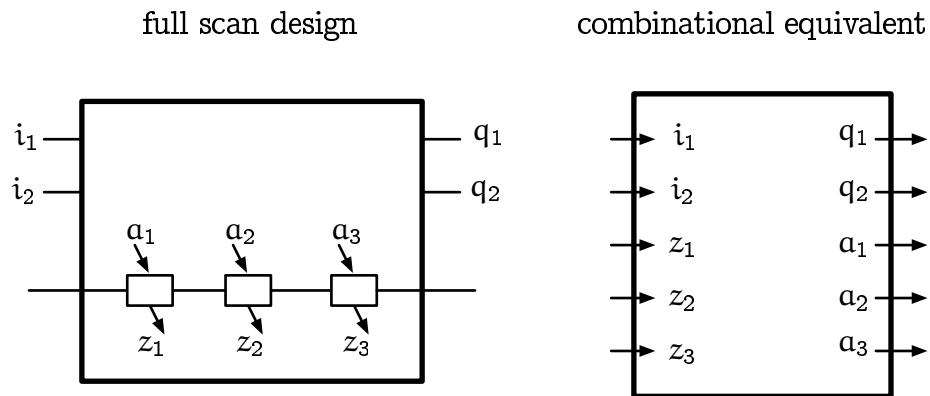 full scan design
combinational equivalent
i₁
q₁
i₂
q₂
a₁ a₂ a₃
z₁ z₂ z₃
i₁ q₁
i₂ q₂
z₁ a₁
z₂ a₂
z₃ a₃